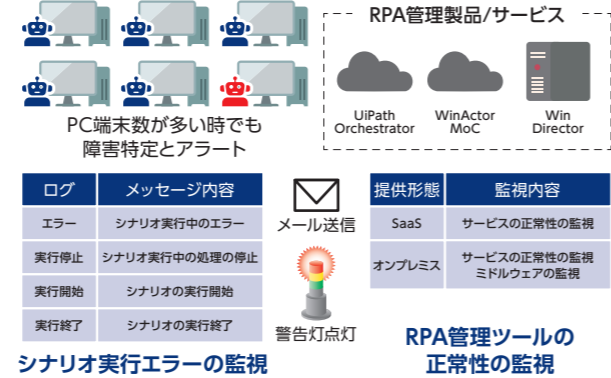 RPA管理製品/サービス
UiPath
Orchestrator
WinActor
MoC
Win
Director
PC端末数が多い時でも
障害特定とアラート
ログ メッセージ内容
エラー シナリオ実行中のエラー
実行停止 シナリオ実行中の処理の停止
実行開始 シナリオの実行開始
実行終了 シナリオの実行終了
シナリオ実行エラーの監視
メール送信
警告灯点灯
提供形態 監視内容
SaaS サービスの正常性の監視
オンプレミス サービスの正常性の監視
ミドルウェアの監視
RPA管理ツールの
正常性の監視